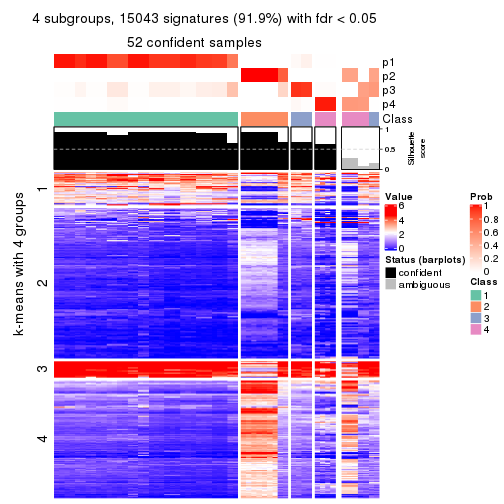 4 subgroups, 15043 signatures (91.9%) with fdr < 0.05
52 confident samples
p1
p2
p3
p4
Class
1
0.5
0
Silhouette
score
k-means with 4 groups
1
2
3
4
Value
6
4
2
0
Status (barplots)
confident
ambiguous
Prob
1
0.8
0.6
0.4
0.2
0
Class
1
2
3
4